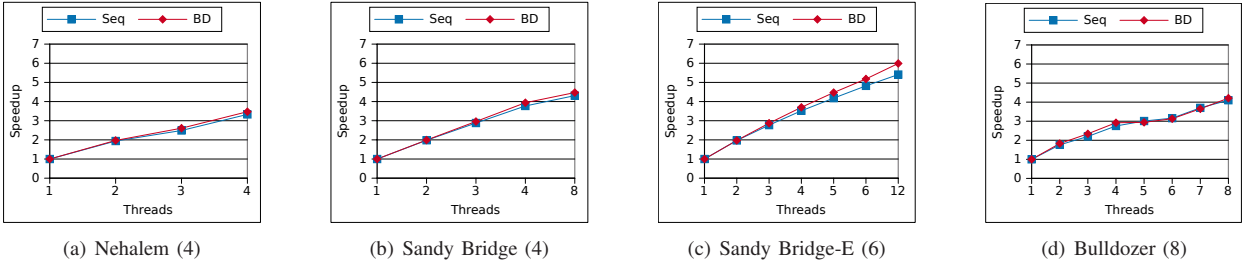 Seq BD
Speedup
7
6
5
4
3
2
1
0
1 2 3 4
Threads
(a) Nehalem (4)
Seq BD
Speedup
7
6
5
4
3
2
1
0
1 2 3 4 8
Threads
(b) Sandy Bridge (4)
Seq BD
Speedup
7
6
5
4
3
2
1
0
1 2 3 4 5 6 12
Threads
(c) Sandy Bridge-E (6)
Seq BD
Speedup
7
6
5
4
3
2
1
0
1 2 3 4 5 6 7 8
Threads
(d) Bulldozer (8)